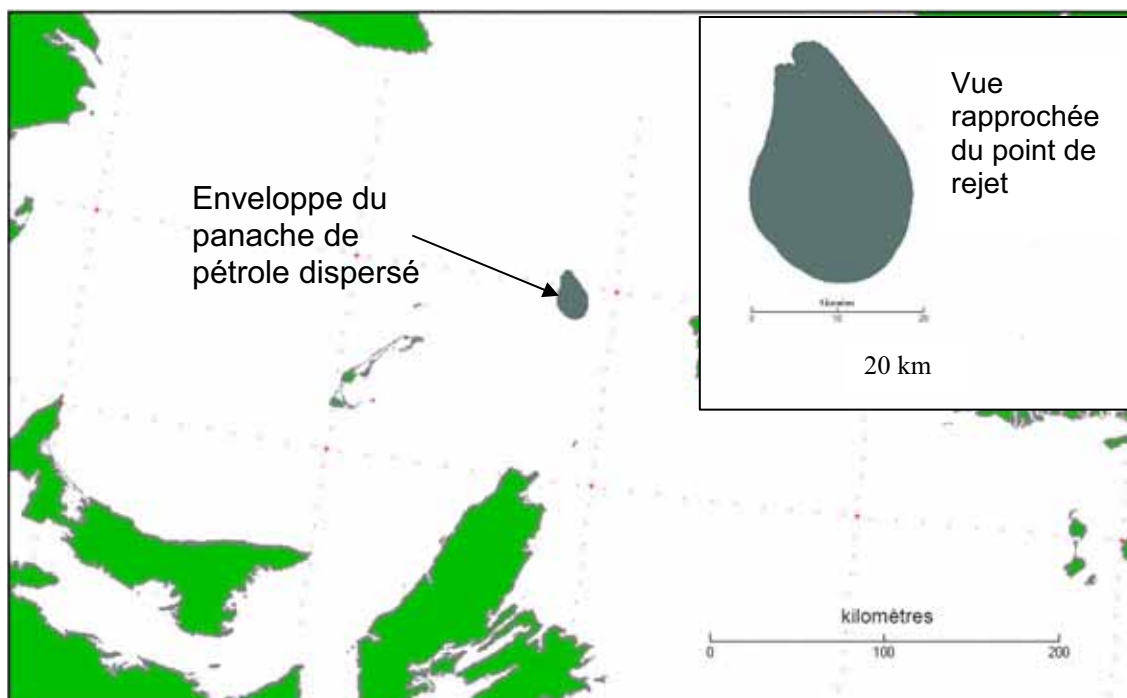 Enveloppe du
panache de
pétrole dispersé
Vue
rapprochée
du point de
rejet
0 10 20
20 km
kilomètres
0 100 200